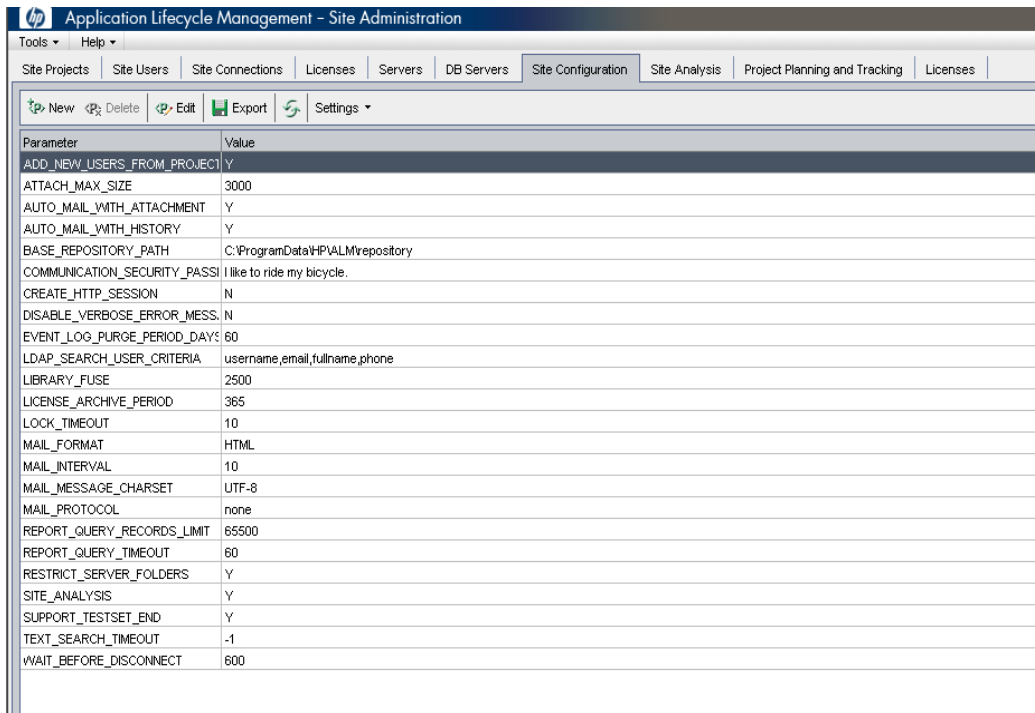 hp Application Lifecycle Management – Site Administration
Tools Help
Site Projects Site Users Site Connections Licenses Servers DB Servers Site Configuration Site Analysis Project Planning and Tracking Licenses
New Delete Edit Export Settings
Parameter Value
ADD_NEW_USERS_FROM_PROJECT Y
ATTACH_MAX_SIZE 3000
AUTO_MAIL_WITH_ATTACHMENT Y
AUTO_MAIL_WITH_HISTORY Y
BASE_REPOSITORY_PATH C:\ProgramData\HP\ALM\repository
COMMUNICATION_SECURITY_PASSI I like to ride my bicycle.
CREATE_HTTP_SESSION N
DISABLE_VERBOSE_ERROR_MESS. N
EVENT_LOG_PURGE_PERIOD_DAYS 60
LDAP_SEARCH_USER_CRITERIA username,email,fullname,phone
LIBRARY_FUSE 2500
LICENSE_ARCHIVE_PERIOD 365
LOCK_TIMEOUT 10
MAIL_FORMAT HTML
MAIL_INTERVAL 10
MAIL_MESSAGE_CHARSET UTF-8
MAIL_PROTOCOL none
REPORT_QUERY_RECORDS_LIMIT 65500
REPORT_QUERY_TIMEOUT 60
RESTRICT_SERVER_FOLDERS Y
SITE_ANALYSIS Y
SUPPORT_TESTSET_END Y
TEXT_SEARCH_TIMEOUT -1
WAIT_BEFORE_DISCONNECT 600